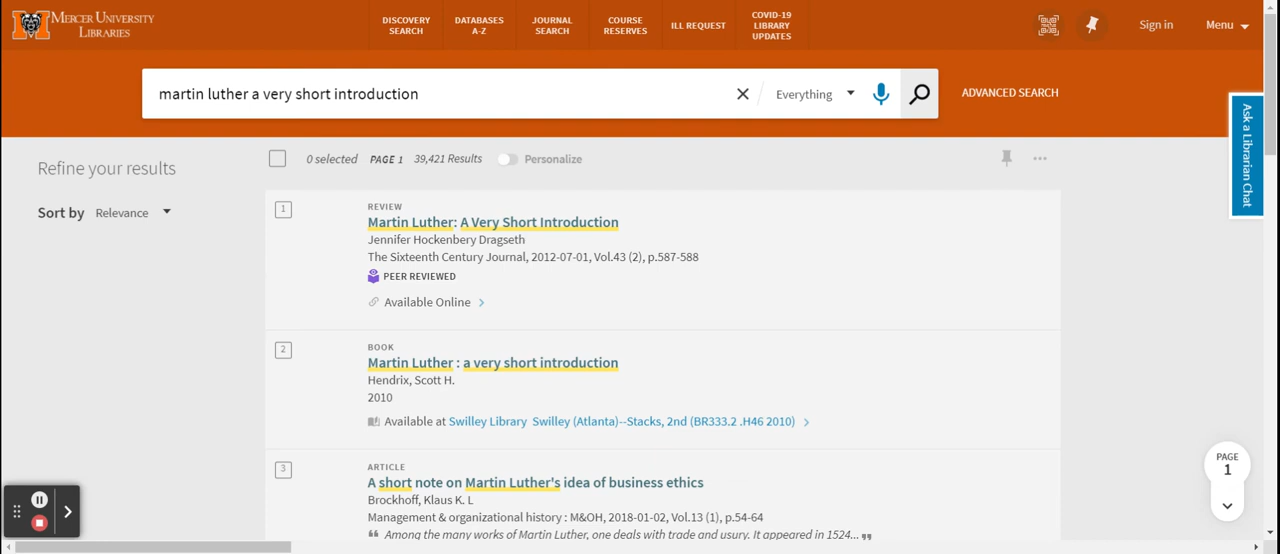 MERCER UNIVERSITY
LIBRARIES
DISCOVERY
SEARCH
DATABASES
A-Z
JOURNAL
SEARCH
COURSE
RESERVES
ILL REQUEST
COVID-19
LIBRARY
UPDATES
Sign in
Menu
martin luther a very short introduction
Everything
ADVANCED SEARCH
Ask a Librarian Chat
Refine your results
Sort by Relevance
0 selected PAGE 1 39,421 Results Personalize
1
REVIEW
Martin Luther: A Very Short Introduction
Jennifer Hockenbery Dragseth
The Sixteenth Century Journal, 2012-07-01, Vol.43 (2), p.587-588
PEER REVIEWED
Available Online
2
BOOK
Martin Luther : a very short introduction
Hendrix, Scott H.
2010
Available at Swilley Library Swilley (Atlanta)--Stacks, 2nd (BR333.2 .H46 2010)
3
ARTICLE
A short note on Martin Luther's idea of business ethics
Brockhoff, Klaus K. L
Management & organizational history : M&OH, 2018-01-02, Vol.13 (1), p.54-64
“ Among the many works of Martin Luther, one deals with trade and usury. It appeared in 1524... ”
PAGE
1